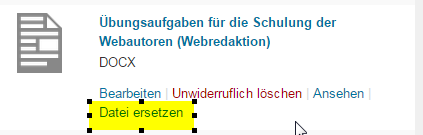 Übungsaufgaben für die Schulung der
Webautoren (Webredaktion)
DOCX
Bearbeiten | Unwiderruflich löschen | Ansehen |
Datei ersetzen